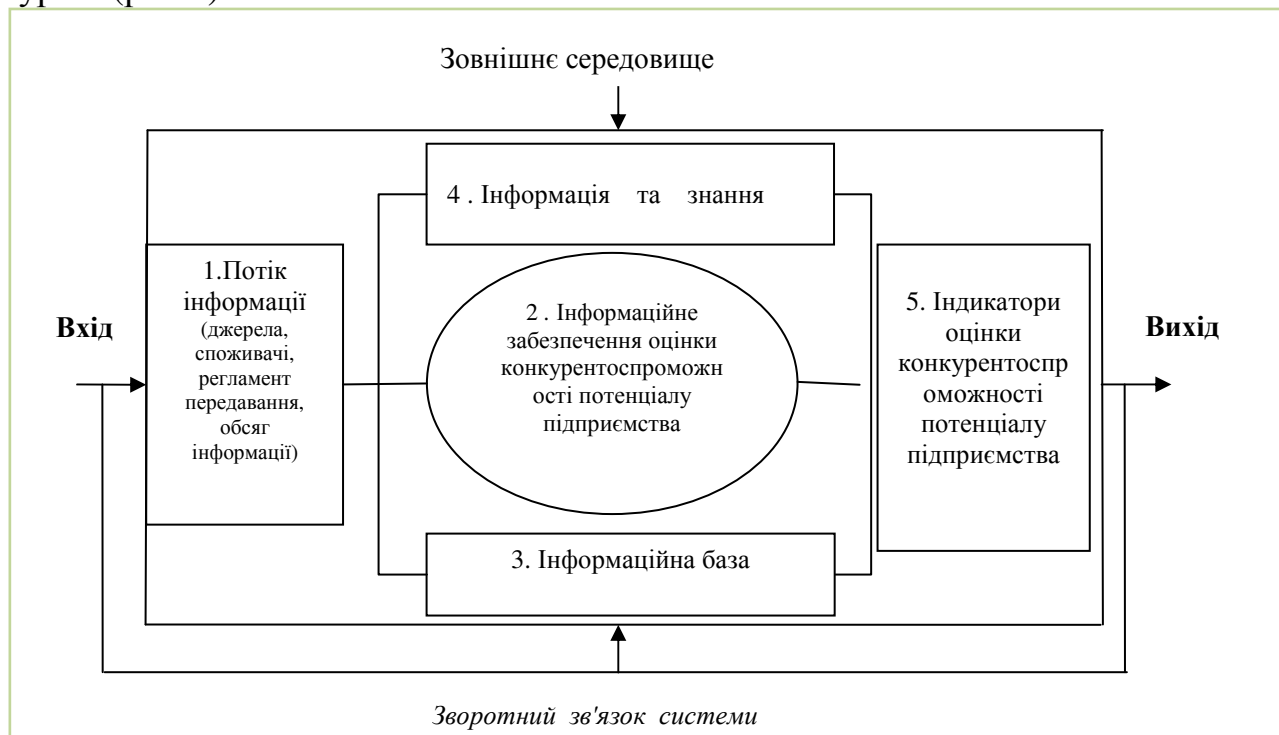 Зовнішнє середовище
4 . Інформація та знання
1.Потік
інформації
(джерела,
споживачі,
регламент
передавання,
обсяг
інформації)
Вхід
2 . Інформаційне
забезпечення оцінки
конкурентоспроможн
ості потенціалу
підприємства
5. Індикатори
оцінки
конкурентоспр
оможності
потенціалу
підприємства
Вихід
3. Інформаційна база
Зворотний зв'язок системи